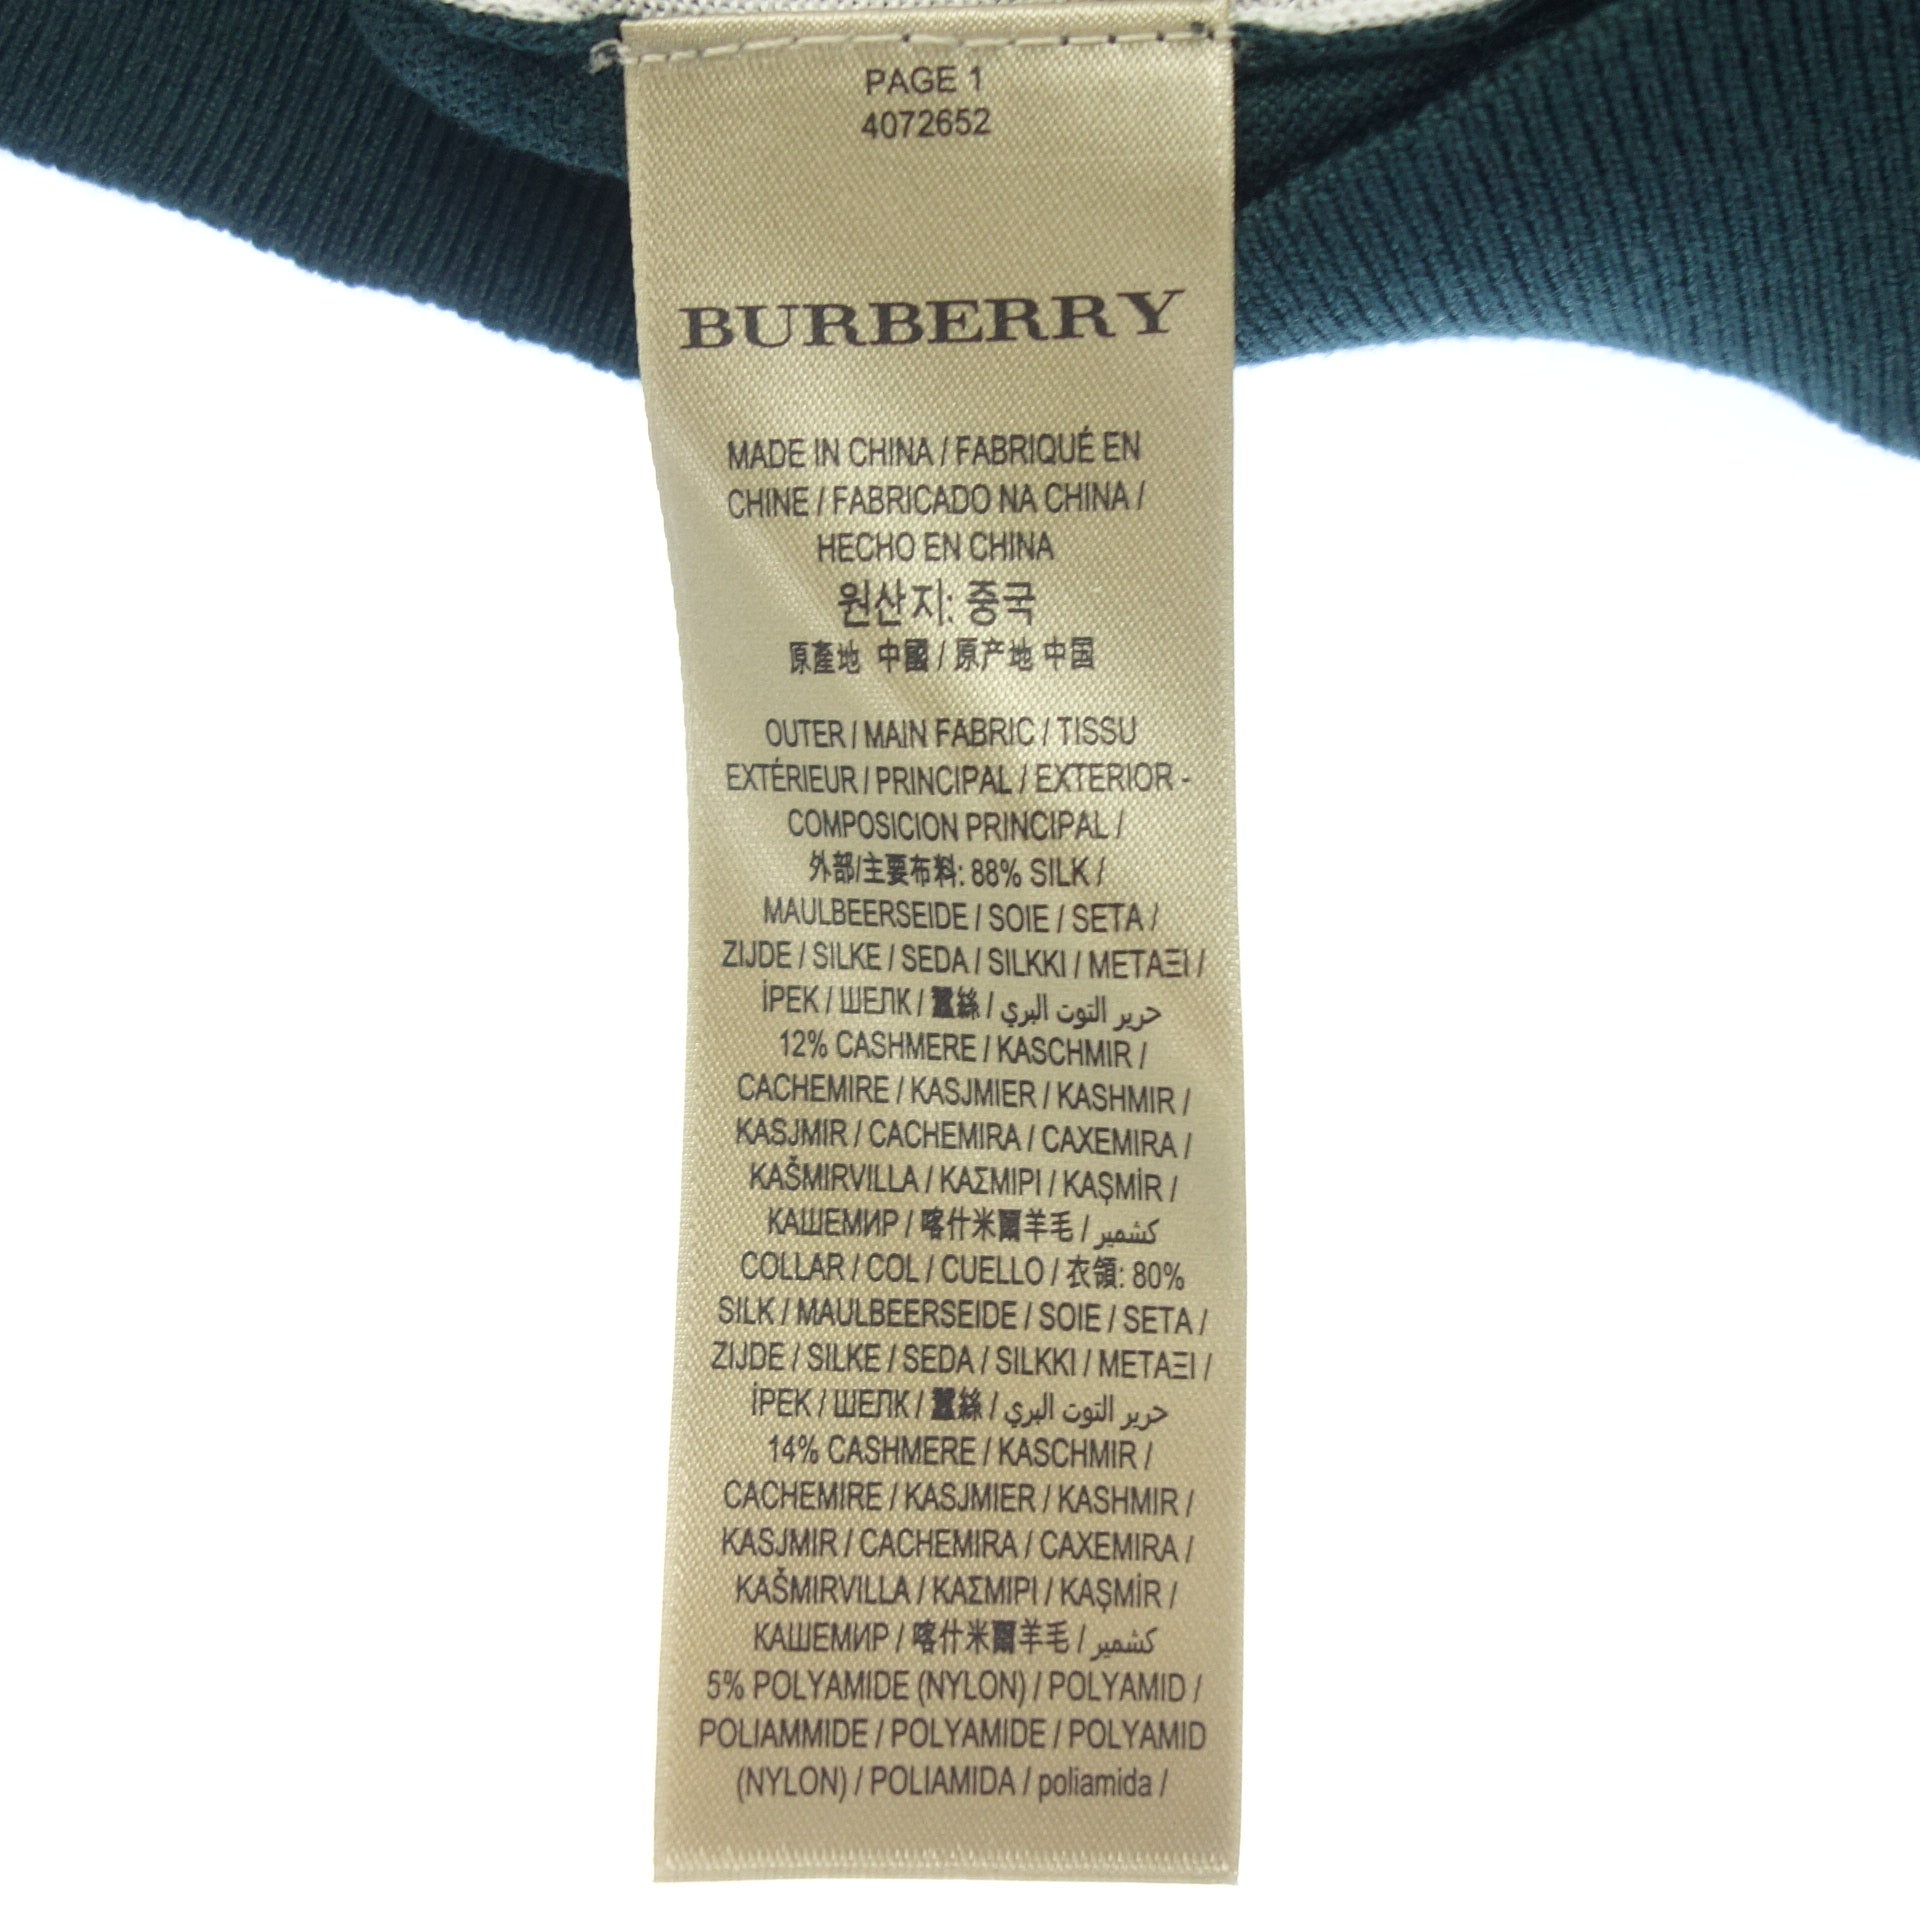 PAGE 1
4072652
BURBERRY
MADE IN CHINA / FABRIQUÉ EN
CHINE / FABRICADO NA CHINA /
HECHO EN CHINA
원산지: 중국
原產地 中國 / 原产地 中国
OUTER / MAIN FABRIC / TISSU
EXTÉRIEUR / PRINCIPAL / EXTERIOR -
COMPOSICION PRINCIPAL /
外部/主要布料: 88% SILK /
MAULBEERSEIDE / SOIE / SETA /
ZIJDE / SILKE / SEDA / SILKKI / ΜΕΤΑΞΙ /
İPEK / ШЕЛК / 蠶絲 / حرير التوت البري
12% CASHMERE / KASCHMIR /
CACHEMIRE / KASJMIER / KASHMIR /
KASJMIR / CACHEMIRA / CAXEMIRA /
KAŠMIRVILLA / ΚΑΣΜΙΡΙ / KAŞMİR /
КАШЕМИР / 喀什米爾羊毛 / كشمير
COLLAR / COL / CUELLO / 衣領: 80%
SILK / MAULBEERSEIDE / SOIE / SETA /
ZIJDE / SILKE / SEDA / SILKKI / ΜΕΤΑΞΙ /
İPEK / ШЕЛК / 蠶絲 / حرير التوت البري
14% CASHMERE / KASCHMIR /
CACHEMIRE / KASJMIER / KASHMIR /
KASJMIR / CACHEMIRA / CAXEMIRA /
KAŠMIRVILLA / ΚΑΣΜΙΡΙ / KAŞMİR /
КАШЕМИР / 喀什米爾羊毛 / كشمير
5% POLYAMIDE (NYLON) / POLYAMID /
POLIAMMIDE / POLYAMIDE / POLYAMID
(NYLON) / POLIAMIDA / poliamida /